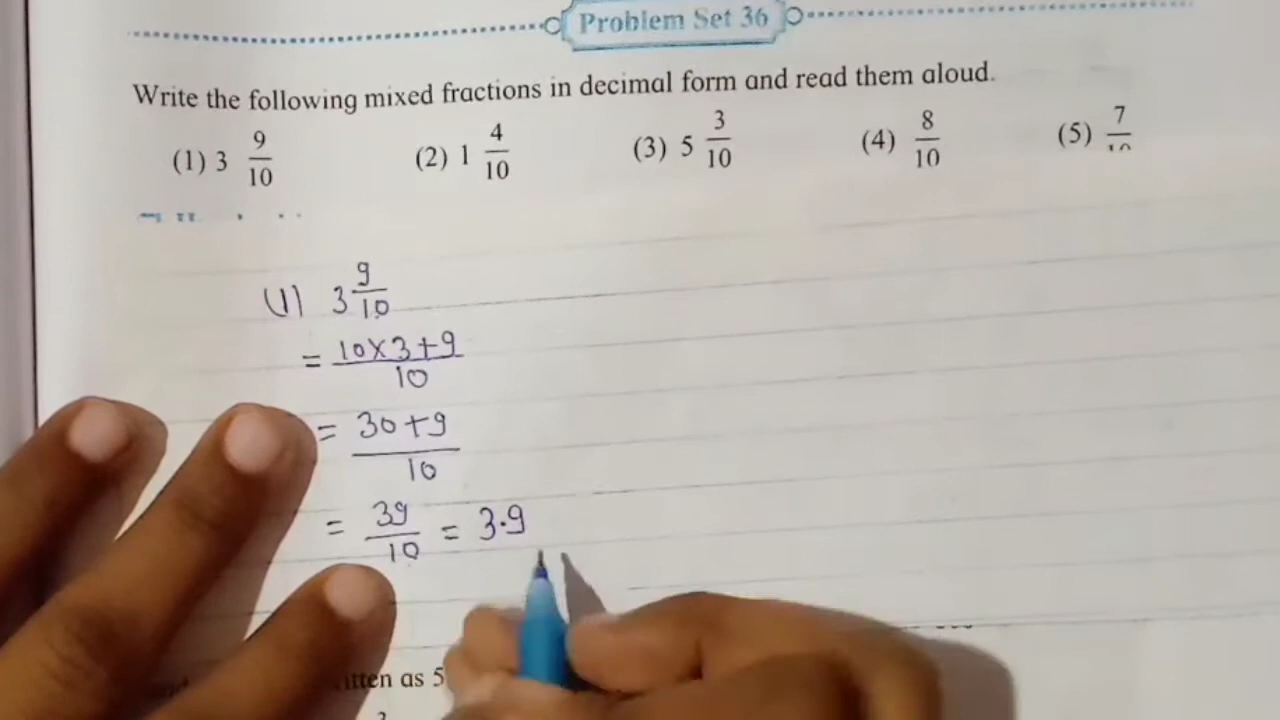 Problem Set 36
Write the following mixed fractions in decimal form and read them aloud.
(1) 3 9/10 (2) 1 4/10 (3) 5 3/10 (4) 8/10 (5) 7/10
(1) 3 9/10
= 10×3+9/10
= 30+9/10
= 39/10 = 3.9
as 5